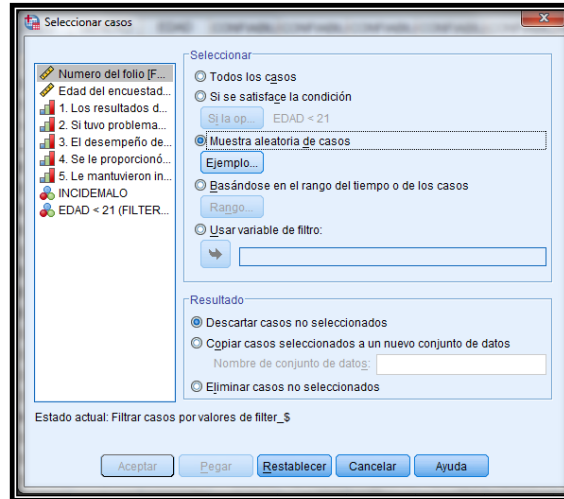 Seleccionar casos
Numero del folio [F...
Edad del encuestad...
1. Los resultados d...
2. Si tuvo problema...
3. El desempeño de...
4. Se le proporcionó...
5. Le mantuvieron in...
INCIDEMALO
EDAD < 21 (FILTER...
Seleccionar
Todos los casos
Si se satisface la condición
Si la op... EDAD < 21
Muestra aleatoria de casos
Ejemplo...
Basándose en el rango del tiempo o de los casos
Rango...
Usar variable de filtro:
Resultado
Descartar casos no seleccionados
Copiar casos seleccionados a un nuevo conjunto de datos
Nombre de conjunto de datos:
Eliminar casos no seleccionados
Estado actual: Filtrar casos por valores de filter_$
Aceptar Pegar Restablecer Cancelar Ayuda